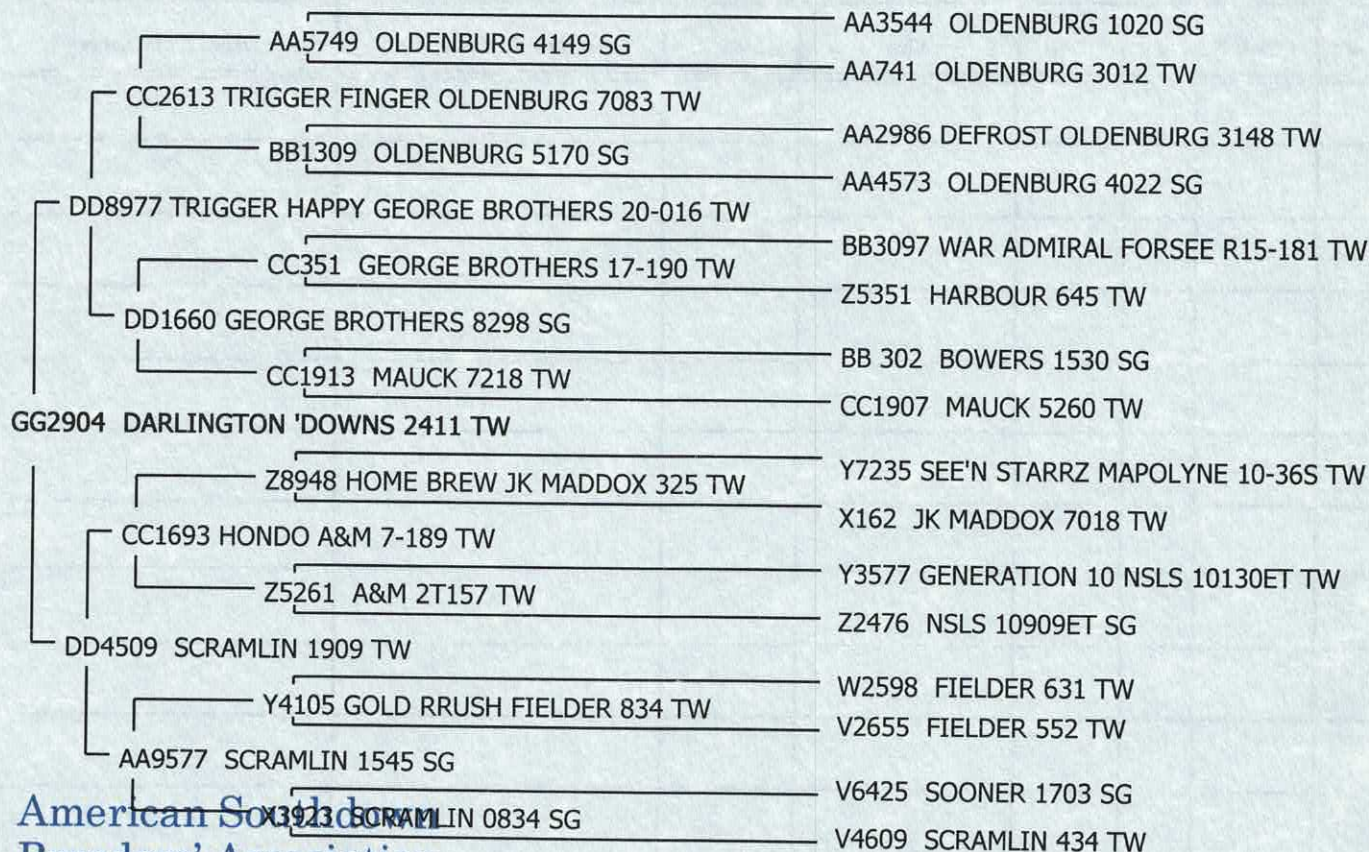 AA3544 OLDENBURG 1020 SG
AA5749 OLDENBURG 4149 SG
AA741 OLDENBURG 3012 TW
CC2613 TRIGGER FINGER OLDENBURG 7083 TW
AA2986 DEFROST OLDENBURG 3148 TW
BB1309 OLDENBURG 5170 SG
AA4573 OLDENBURG 4022 SG
DD8977 TRIGGER HAPPY GEORGE BROTHERS 20-016 TW
BB3097 WAR ADMIRAL FORSEE R15-181 TW
CC351 GEORGE BROTHERS 17-190 TW
Z5351 HARBOUR 645 TW
DD1660 GEORGE BROTHERS 8298 SG
BB 302 BOWERS 1530 SG
CC1913 MAUCK 7218 TW
CC1907 MAUCK 5260 TW
GG2904 DARLINGTON 'DOWNS 2411 TW
Y7235 SEE'N STARRZ MAPOLYNE 10-36S TW
Z8948 HOME BREW JK MADDOX 325 TW
X162 JK MADDOX 7018 TW
CC1693 HONDO A&M 7-189 TW
Y3577 GENERATION 10 NSLS 10130ET TW
Z5261 A&M 2T157 TW
Z2476 NSLS 10909ET SG
DD4509 SCRAMLIN 1909 TW
W2598 FIELDER 631 TW
Y4105 GOLD RRUSH FIELDER 834 TW
V2655 FIELDER 552 TW
AA9577 SCRAMLIN 1545 SG
V6425 SOONER 1703 SG
American Southdown
X3923 SCRAMLIN 0834 SG
V4609 SCRAMLIN 434 TW
Breeders' Association